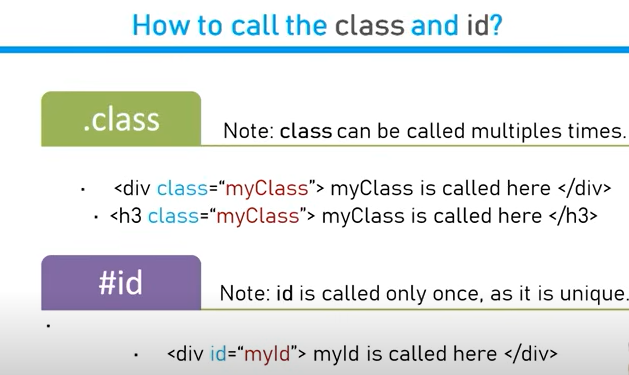 How to call the class and id?
.class
Note: class can be called multiples times.
· <div class=“myClass”> myClass is called here </div>
· <h3 class=“myClass”> myClass is called here </h3>
#id
Note: id is called only once, as it is unique.
·
· <div id=“myId”> myId is called here </div>